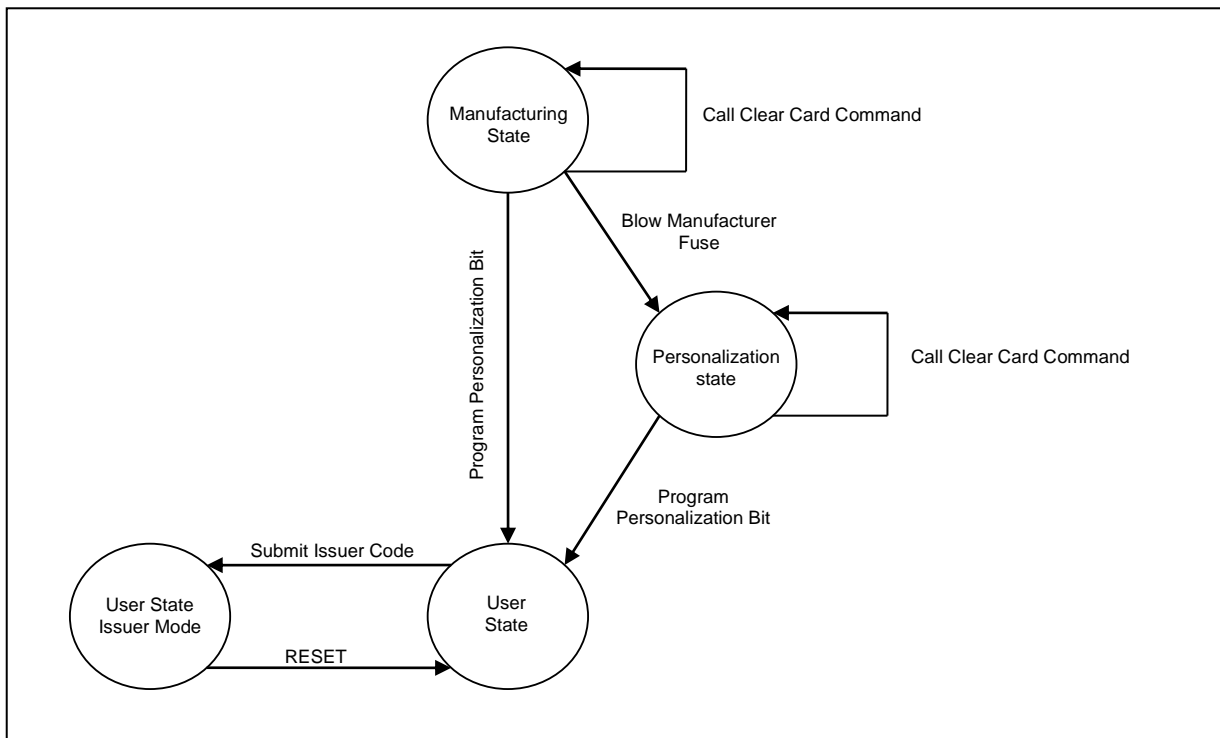 Manufacturing
State
Call Clear Card Command
Blow Manufacturer
Fuse
Program Personalization Bit
Personalization
state
Call Clear Card Command
Program
Personalization Bit
Submit Issuer Code
User State
Issuer Mode
User
State
RESET